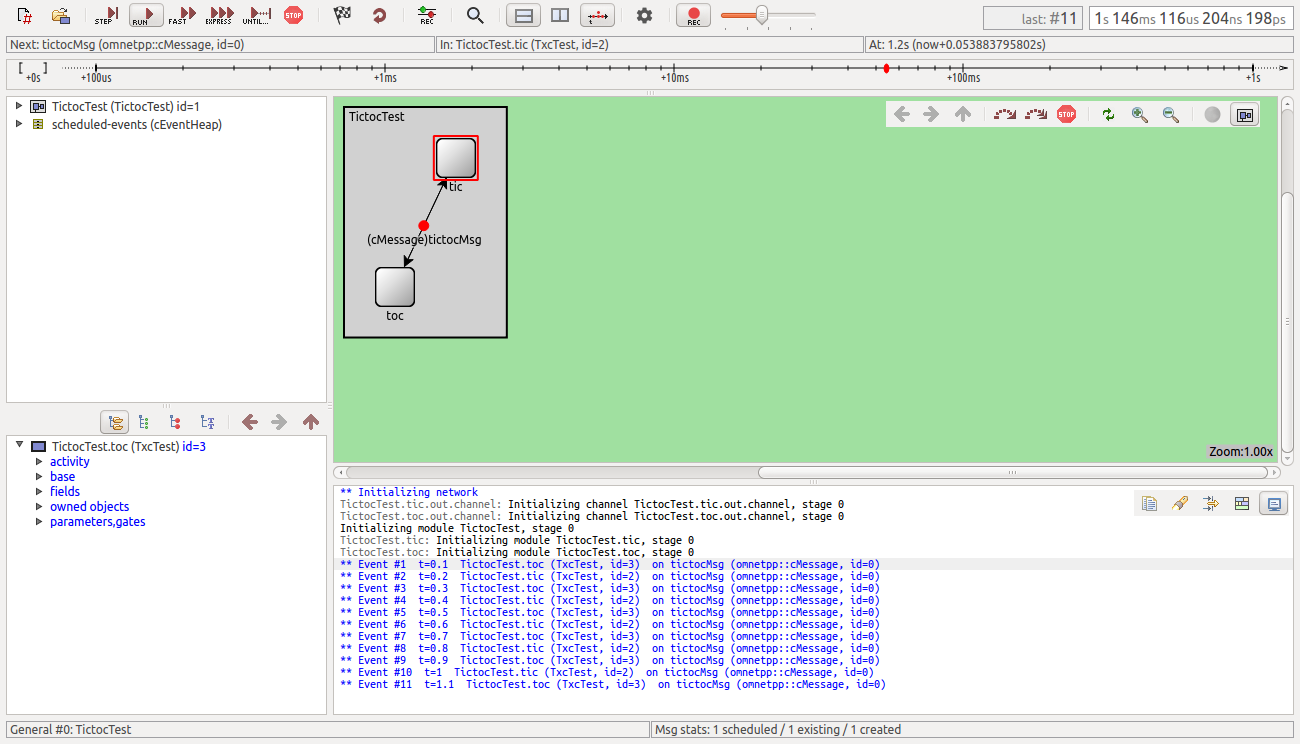 STEP RUN FAST EXPRESS UNTIL... STOP REC REC last: #11 1s 146ms 116us 204ns 198ps
Next: tictocMsg (omnetpp::cMessage, id=0) In: TictocTest.tic (TxcTest, id=2) At: 1.2s (now+0.053883795802s)
[ ]
+0s +100us +1ms +10ms +100ms +1s
TictocTest (TictocTest) id=1
scheduled-events (cEventHeap)
TictocTest
STOP
tic
(cMessage)tictocMsg
toc
Zoom:1.00x
TictocTest.toc (TxcTest) id=3
activity
base
fields
owned objects
parameters,gates
** Initializing network
TictocTest.tic.out.channel: Initializing channel TictocTest.tic.out.channel, stage 0
TictocTest.toc.out.channel: Initializing channel TictocTest.toc.out.channel, stage 0
Initializing module TictocTest, stage 0
TictocTest.tic: Initializing module TictocTest.tic, stage 0
TictocTest.toc: Initializing module TictocTest.toc, stage 0
** Event #1 t=0.1 TictocTest.toc (TxcTest, id=3) on tictocMsg (omnetpp::cMessage, id=0)
** Event #2 t=0.2 TictocTest.tic (TxcTest, id=2) on tictocMsg (omnetpp::cMessage, id=0)
** Event #3 t=0.3 TictocTest.toc (TxcTest, id=3) on tictocMsg (omnetpp::cMessage, id=0)
** Event #4 t=0.4 TictocTest.tic (TxcTest, id=2) on tictocMsg (omnetpp::cMessage, id=0)
** Event #5 t=0.5 TictocTest.toc (TxcTest, id=3) on tictocMsg (omnetpp::cMessage, id=0)
** Event #6 t=0.6 TictocTest.tic (TxcTest, id=2) on tictocMsg (omnetpp::cMessage, id=0)
** Event #7 t=0.7 TictocTest.toc (TxcTest, id=3) on tictocMsg (omnetpp::cMessage, id=0)
** Event #8 t=0.8 TictocTest.tic (TxcTest, id=2) on tictocMsg (omnetpp::cMessage, id=0)
** Event #9 t=0.9 TictocTest.toc (TxcTest, id=3) on tictocMsg (omnetpp::cMessage, id=0)
** Event #10 t=1 TictocTest.tic (TxcTest, id=2) on tictocMsg (omnetpp::cMessage, id=0)
** Event #11 t=1.1 TictocTest.toc (TxcTest, id=3) on tictocMsg (omnetpp::cMessage, id=0)
General #0: TictocTest Msg stats: 1 scheduled / 1 existing / 1 created